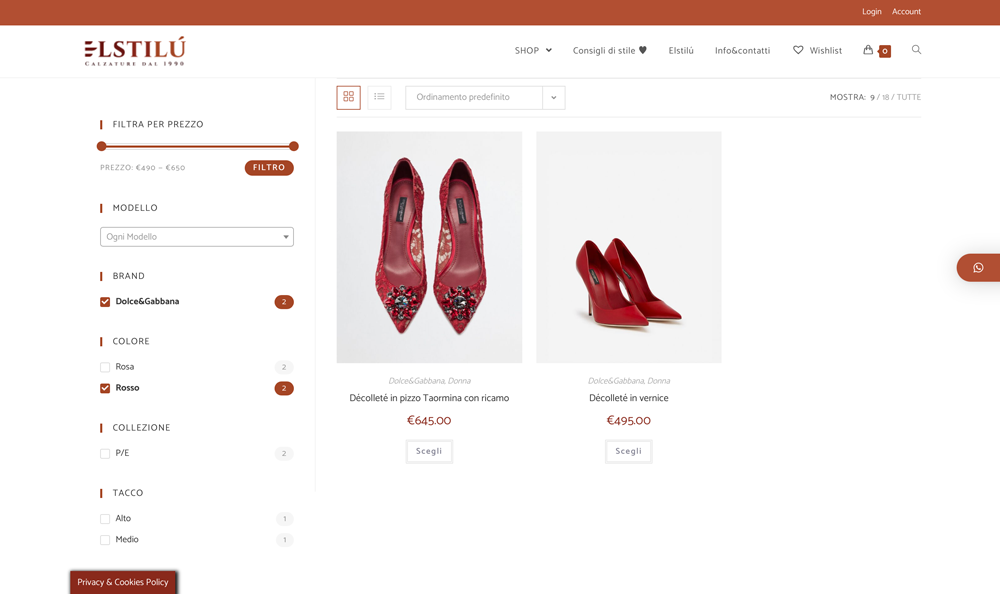 Login Account
ELSTILÚ
CALZATURE DAL 1990
SHOP Consigli di stile Elstilú Info&contatti Wishlist 0
Ordinamento predefinito
MOSTRA: 9 / 18 / TUTTE
FILTRA PER PREZZO
PREZZO: €490 – €650
FILTRO
MODELLO
Ogni Modello
BRAND
Dolce&Gabbana 2
COLORE
Rosa 2
Rosso 2
COLLEZIONE
P/E 2
TACCO
Alto 1
Medio 1
Dolce&Gabbana, Donna
Décolleté in pizzo Taormina con ricamo
€645.00
Scegli
Dolce&Gabbana, Donna
Décolleté in vernice
€495.00
Scegli
Privacy & Cookies Policy